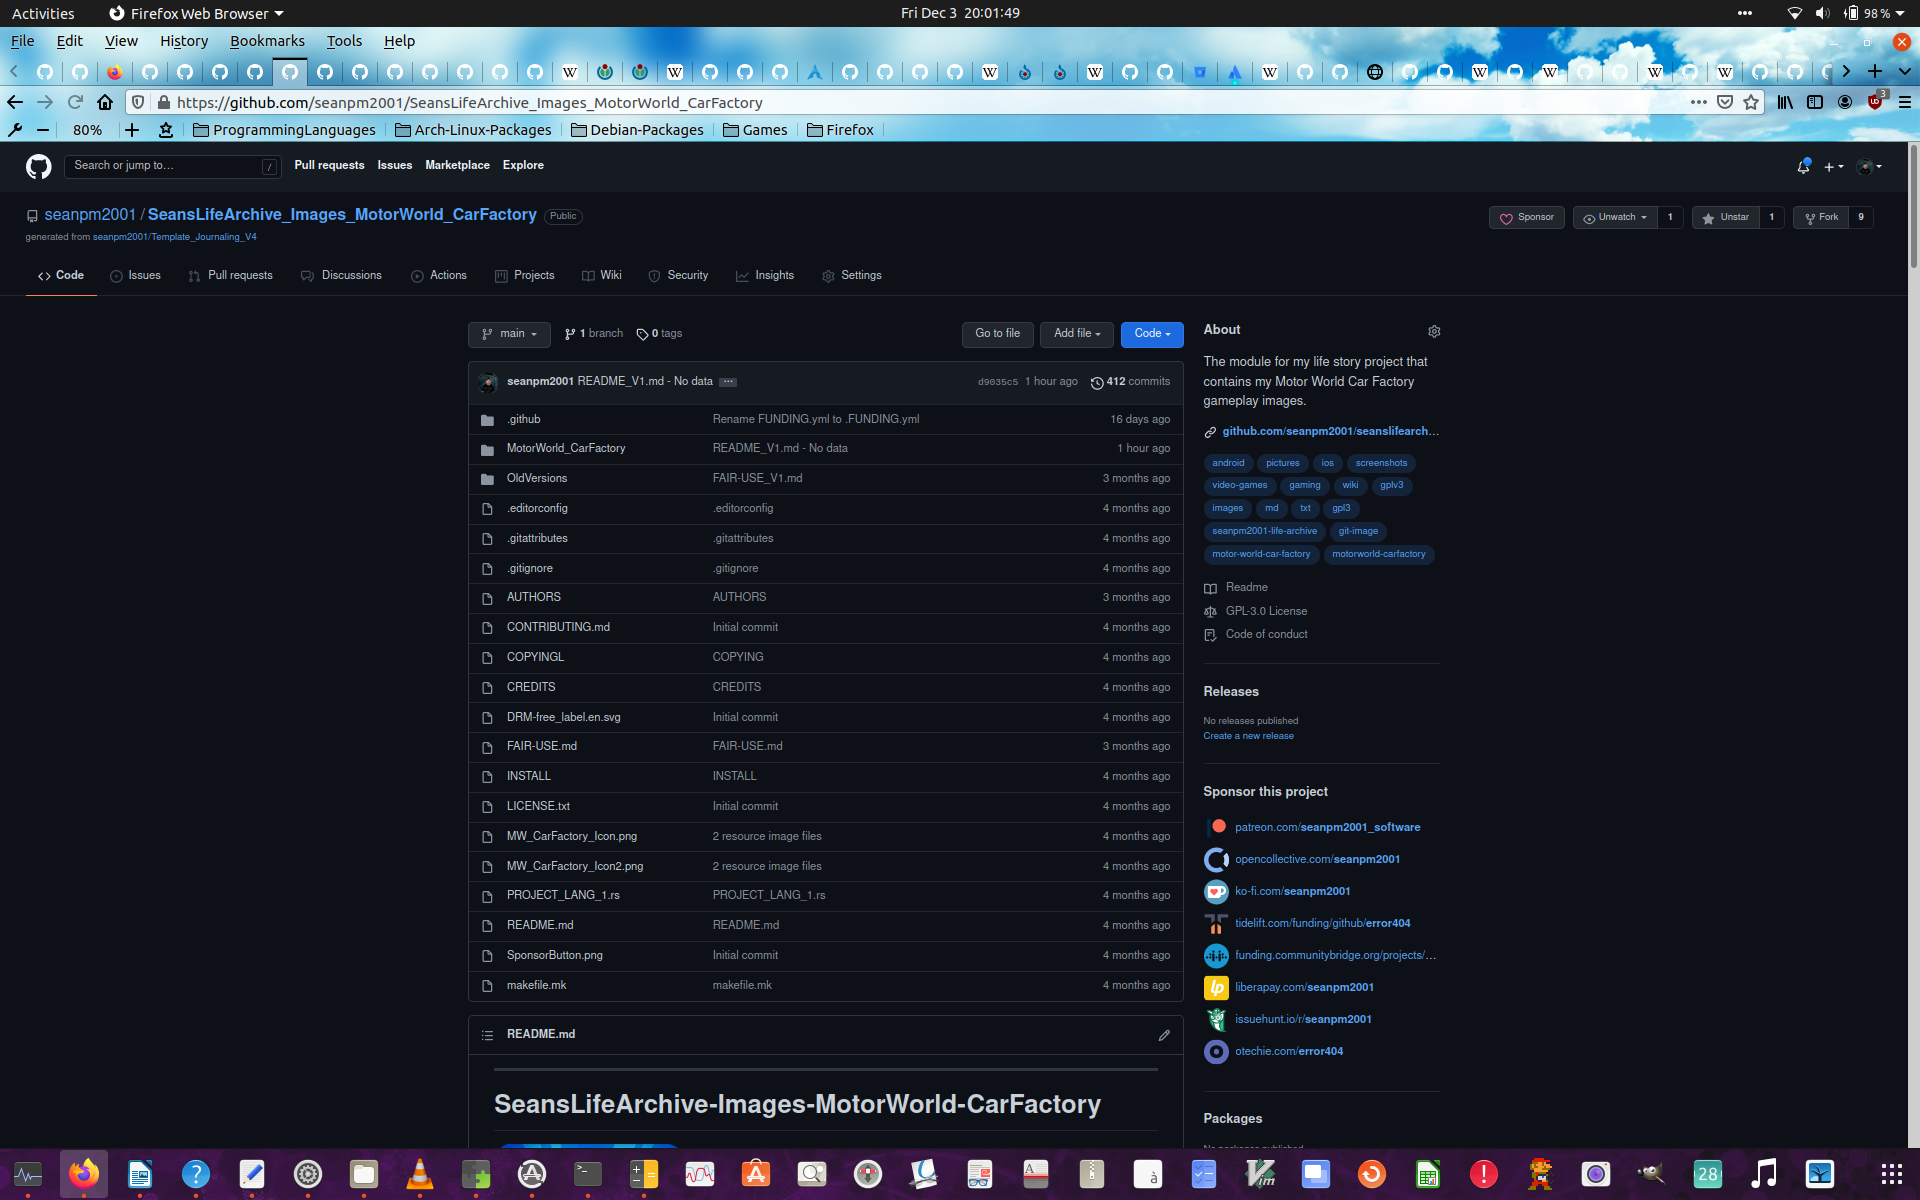 Activities Firefox Web Browser Fri Dec 3 20:01:49 98 %
File Edit View History Bookmarks Tools Help
https://github.com/seanpm2001/SeansLifeArchive_Images_MotorWorld_CarFactory 3
80% ProgrammingLanguages Arch-Linux-Packages Debian-Packages Games Firefox
Search or jump to… / Pull requests Issues Marketplace Explore
seanpm2001 / SeansLifeArchive_Images_MotorWorld_CarFactory Public Sponsor Unwatch 1 Unstar 1 Fork 9
generated from seanpm2001/Template_Journaling_V4
Code Issues Pull requests Discussions Actions Projects Wiki Security Insights Settings
main 1 branch 0 tags Go to file Add file Code
seanpm2001 README_V1.md - No data ... d9035c5 1 hour ago 412 commits
.github Rename FUNDING.yml to .FUNDING.yml 16 days ago
MotorWorld_CarFactory README_V1.md - No data 1 hour ago
OldVersions FAIR-USE_V1.md 3 months ago
.editorconfig .editorconfig 4 months ago
.gitattributes .gitattributes 4 months ago
.gitignore .gitignore 4 months ago
AUTHORS AUTHORS 3 months ago
CONTRIBUTING.md Initial commit 4 months ago
COPYINGL COPYING 4 months ago
CREDITS CREDITS 4 months ago
DRM-free_label.en.svg Initial commit 4 months ago
FAIR-USE.md FAIR-USE.md 3 months ago
INSTALL INSTALL 4 months ago
LICENSE.txt Initial commit 4 months ago
MW_CarFactory_Icon.png 2 resource image files 4 months ago
MW_CarFactory_Icon2.png 2 resource image files 4 months ago
PROJECT_LANG_1.rs PROJECT_LANG_1.rs 4 months ago
README.md README.md 4 months ago
SponsorButton.png Initial commit 4 months ago
makefile.mk makefile.mk 4 months ago
README.md
SeansLifeArchive-Images-MotorWorld-CarFactory
About
The module for my life story project that
contains my Motor World Car Factory
gameplay images.
github.com/seanpm2001/seanslifearch…
android pictures ios screenshots
video-games gaming wiki gplv3
images md txt gpl3
seanpm2001-life-archive git-image
motor-world-car-factory motorworld-carfactory
Readme
GPL-3.0 License
Code of conduct
Releases
No releases published
Create a new release
Sponsor this project
patreon.com/seanpm2001_software
opencollective.com/seanpm2001
ko-fi.com/seanpm2001
tidelift.com/funding/github/error404
funding.communitybridge.org/projects/…
liberapay.com/seanpm2001
issuehunt.io/r/seanpm2001
otechie.com/error404
Packages
28